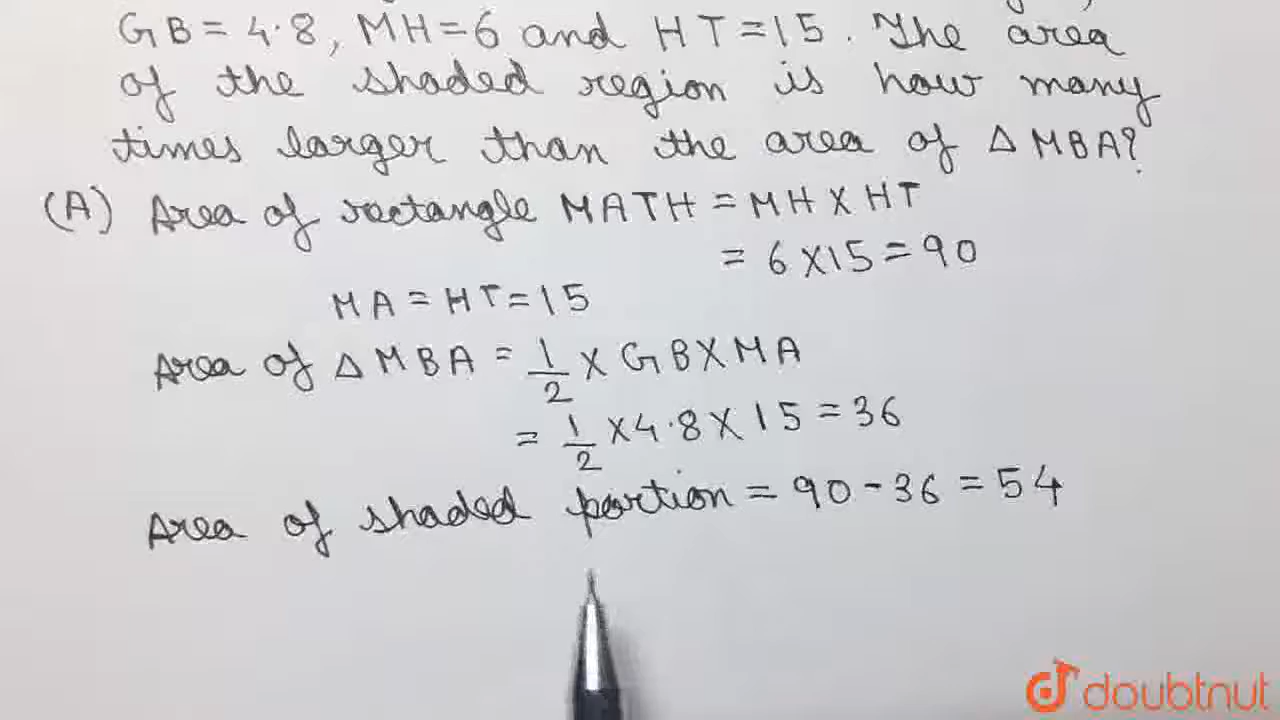 GB = 4.8, MH = 6 and HT = 15. The area
of the shaded region is how many
times larger than the area of △ MBA?
(A) Area of rectangle MATH = MH X HT
= 6 X 15 = 90
MA = HT = 15
Area of △ MBA = 1/2 X GB X MA
= 1/2 X 4.8 X 15 = 36
Area of shaded portion = 90 - 36 = 54
doubtnut